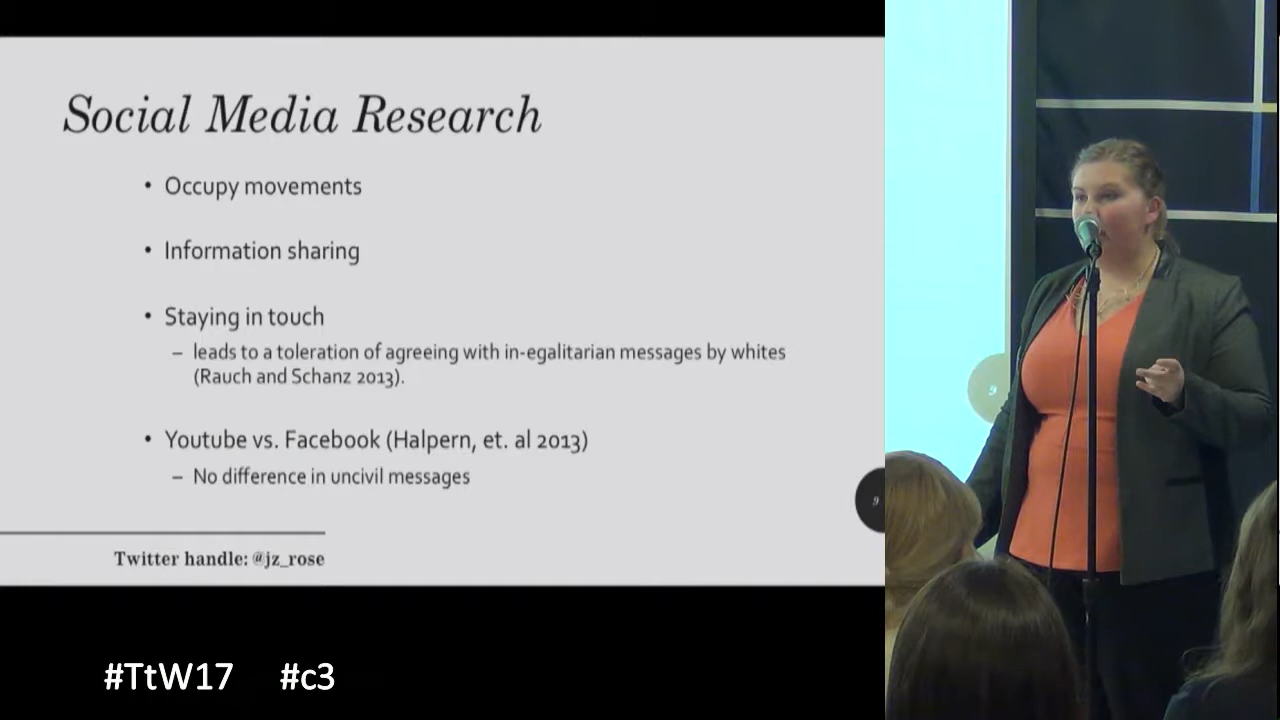 Social Media Research
• Occupy movements
• Information sharing
• Staying in touch
– leads to a toleration of agreeing with in-egalitarian messages by whites
(Rauch and Schanz 2013).
• Youtube vs. Facebook (Halpern, et. al 2013)
– No difference in uncivil messages
9
9
Twitter handle: @jz_rose
#TtW17 #c3